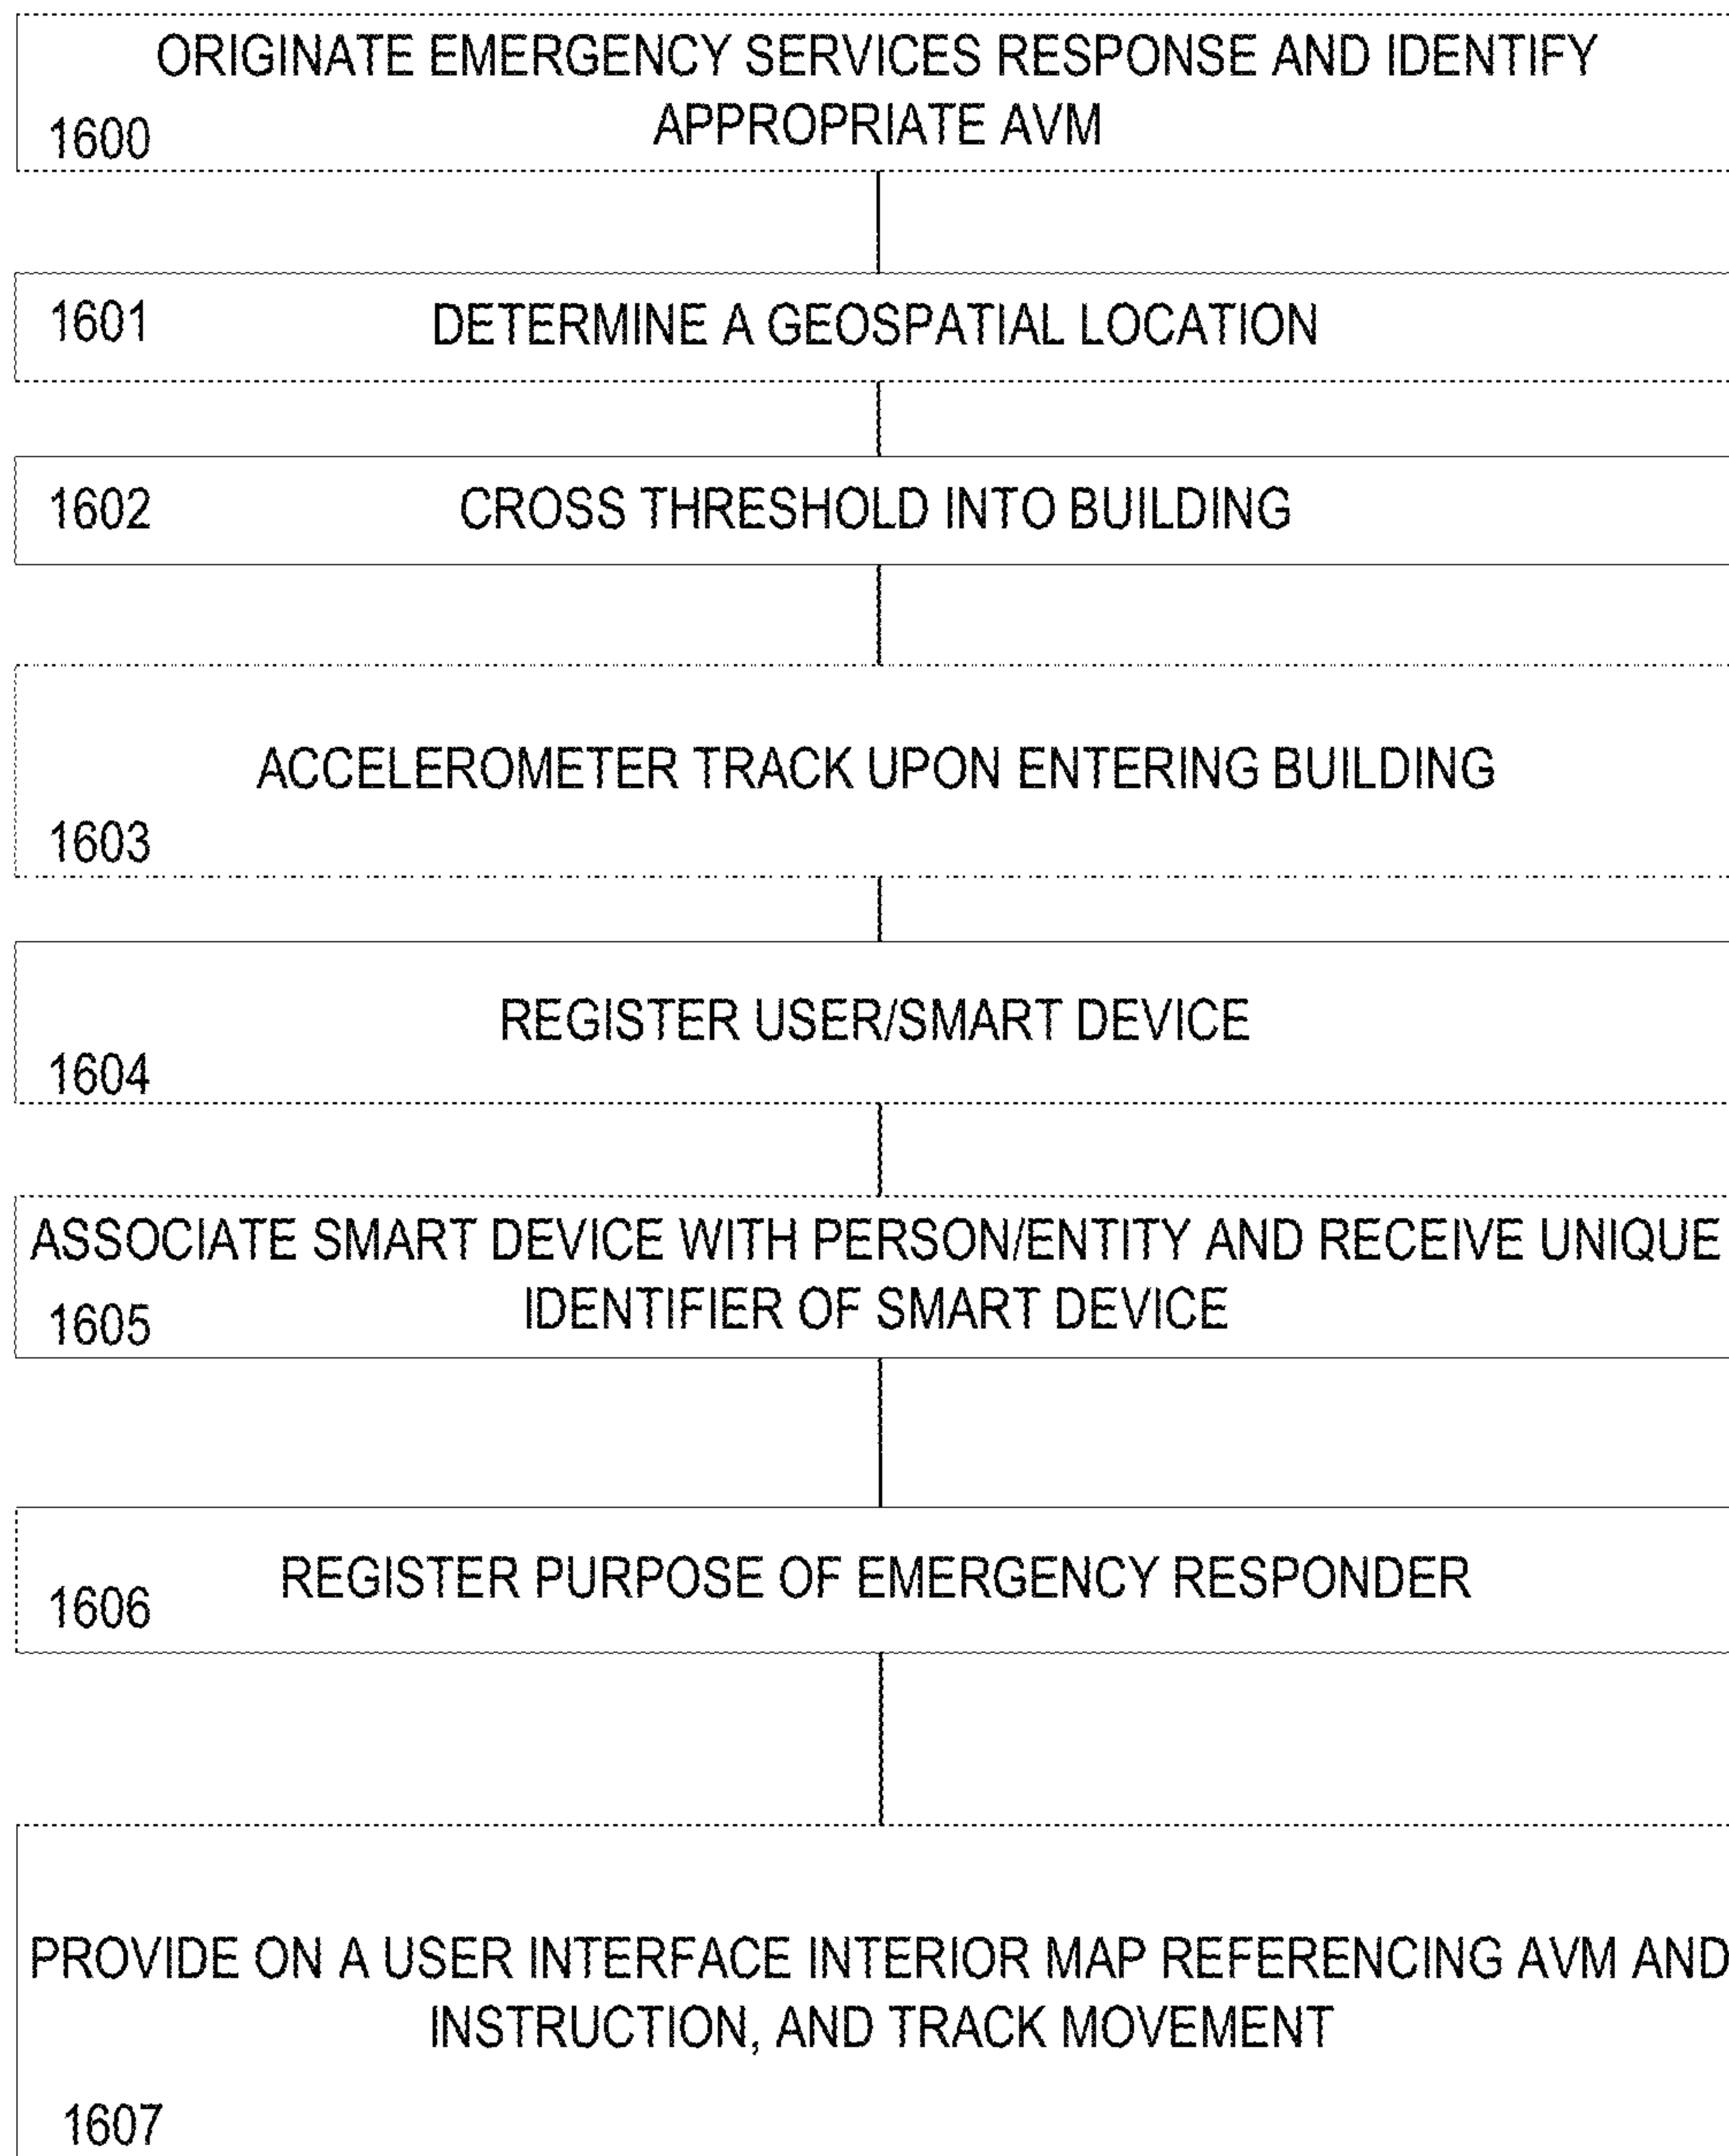 ORIGINATE EMERGENCY SERVICES RESPONSE AND IDENTIFY
APPROPRIATE AVM
1600
1601
DETERMINE A GEOSPATIAL LOCATION
1602
CROSS THRESHOLD INTO BUILDING
ACCELEROMETER TRACK UPON ENTERING BUILDING
1603
REGISTER USER/SMART DEVICE
1604
ASSOCIATE SMART DEVICE WITH PERSON/ENTITY AND RECEIVE UNIQUE
IDENTIFIER OF SMART DEVICE
1605
REGISTER PURPOSE OF EMERGENCY RESPONDER
1606
PROVIDE ON A USER INTERFACE INTERIOR MAP REFERENCING AVM AND
INSTRUCTION, AND TRACK MOVEMENT
1607